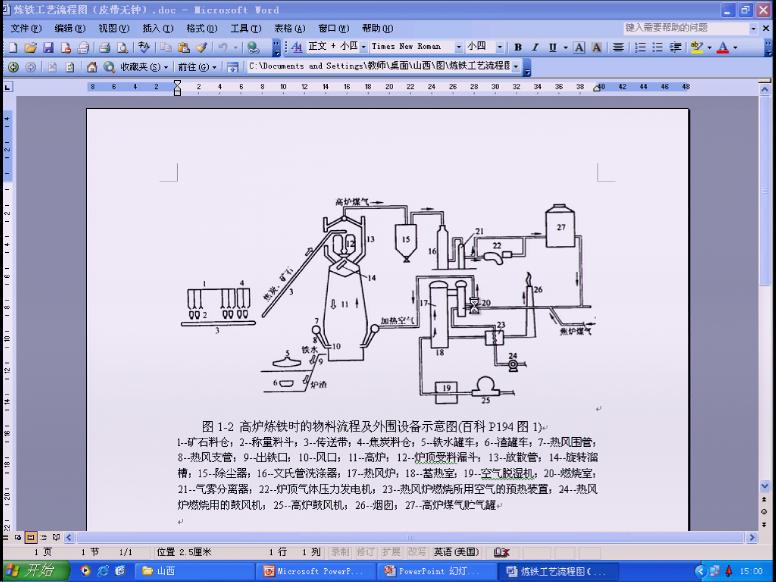 炼铁工艺流程图（皮带无钟）.doc - Microsoft Word
文件(F) 编辑(E) 视图(V) 插入(I) 格式(O) 工具(T) 表格(A) 窗口(W) 帮助(H) 键入需要帮助的问题
正文 + 小四 Times New Roman 小四 B I U A A
收藏夹(S) 前往(G) C:\Documents and Settings\教师\桌面\山西\图\炼铁工艺流程图
高炉煤气
焦炭、矿石
加热空气
焦炉煤气
铁水
炉渣
1 4 2 3 3 5 6 7 8 9 10 11 12 13 14 15 16 17 18 19 20 21 22 23 24 25 26 27
图 1-2 高炉炼铁时的物料流程及外围设备示意图(百科 P194 图 1)
1--矿石料仓；2--称量料斗；3--传送带；4--焦炭料仓；5--铁水罐车；6--渣罐车；7--热风围管；
8--热风支管；9--出铁口；10--风口；11--高炉；12--炉顶受料漏斗；13--放散管；14--旋转溜
槽；15--除尘器；16--文氏管洗涤器；17--热风炉；18--蓄热室；19--空气脱湿机；20--燃烧室；
21--气雾分离器；22--炉顶气体压力发电机；23--热风炉燃烧所用空气的预热装置；24--热风
炉燃烧用的鼓风机；25--高炉鼓风机；26--烟囱；27--高炉煤气贮气罐
1 页 1 节 1/1 位置 2.5厘米 1 行 1 列 录制 修订 扩展 改写 英语(美国)
开始 山西 Microsoft PowerP... PowerPoint 幻灯... 炼铁工艺流程图（... 15:00